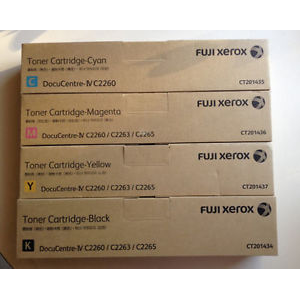 Toner Cartridge-Cyan
FUJI xerox
C
DocuCentre-IV C2260
CT201435
Toner Cartridge-Magenta
FUJI xerox
M
DocuCentre-IV C2260 / C2263 / C2265
CT201436
Toner Cartridge-Yellow
FUJI xerox
Y
DocuCentre-IV C2260 / C2263 / C2265
CT201437
Toner Cartridge-Black
FUJI xerox
K
DocuCentre-IV C2260 / C2263 / C2265
CT201434